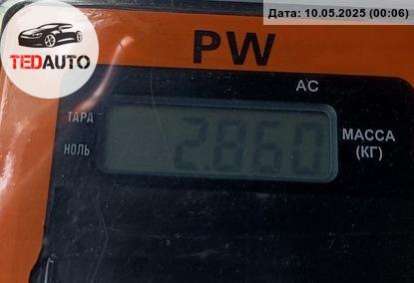 Дата: 10.05.2025 (00:06)
TEDAUTO
PW
AC
ТАРА
НОЛЬ
2.860
МАССА
(КГ)